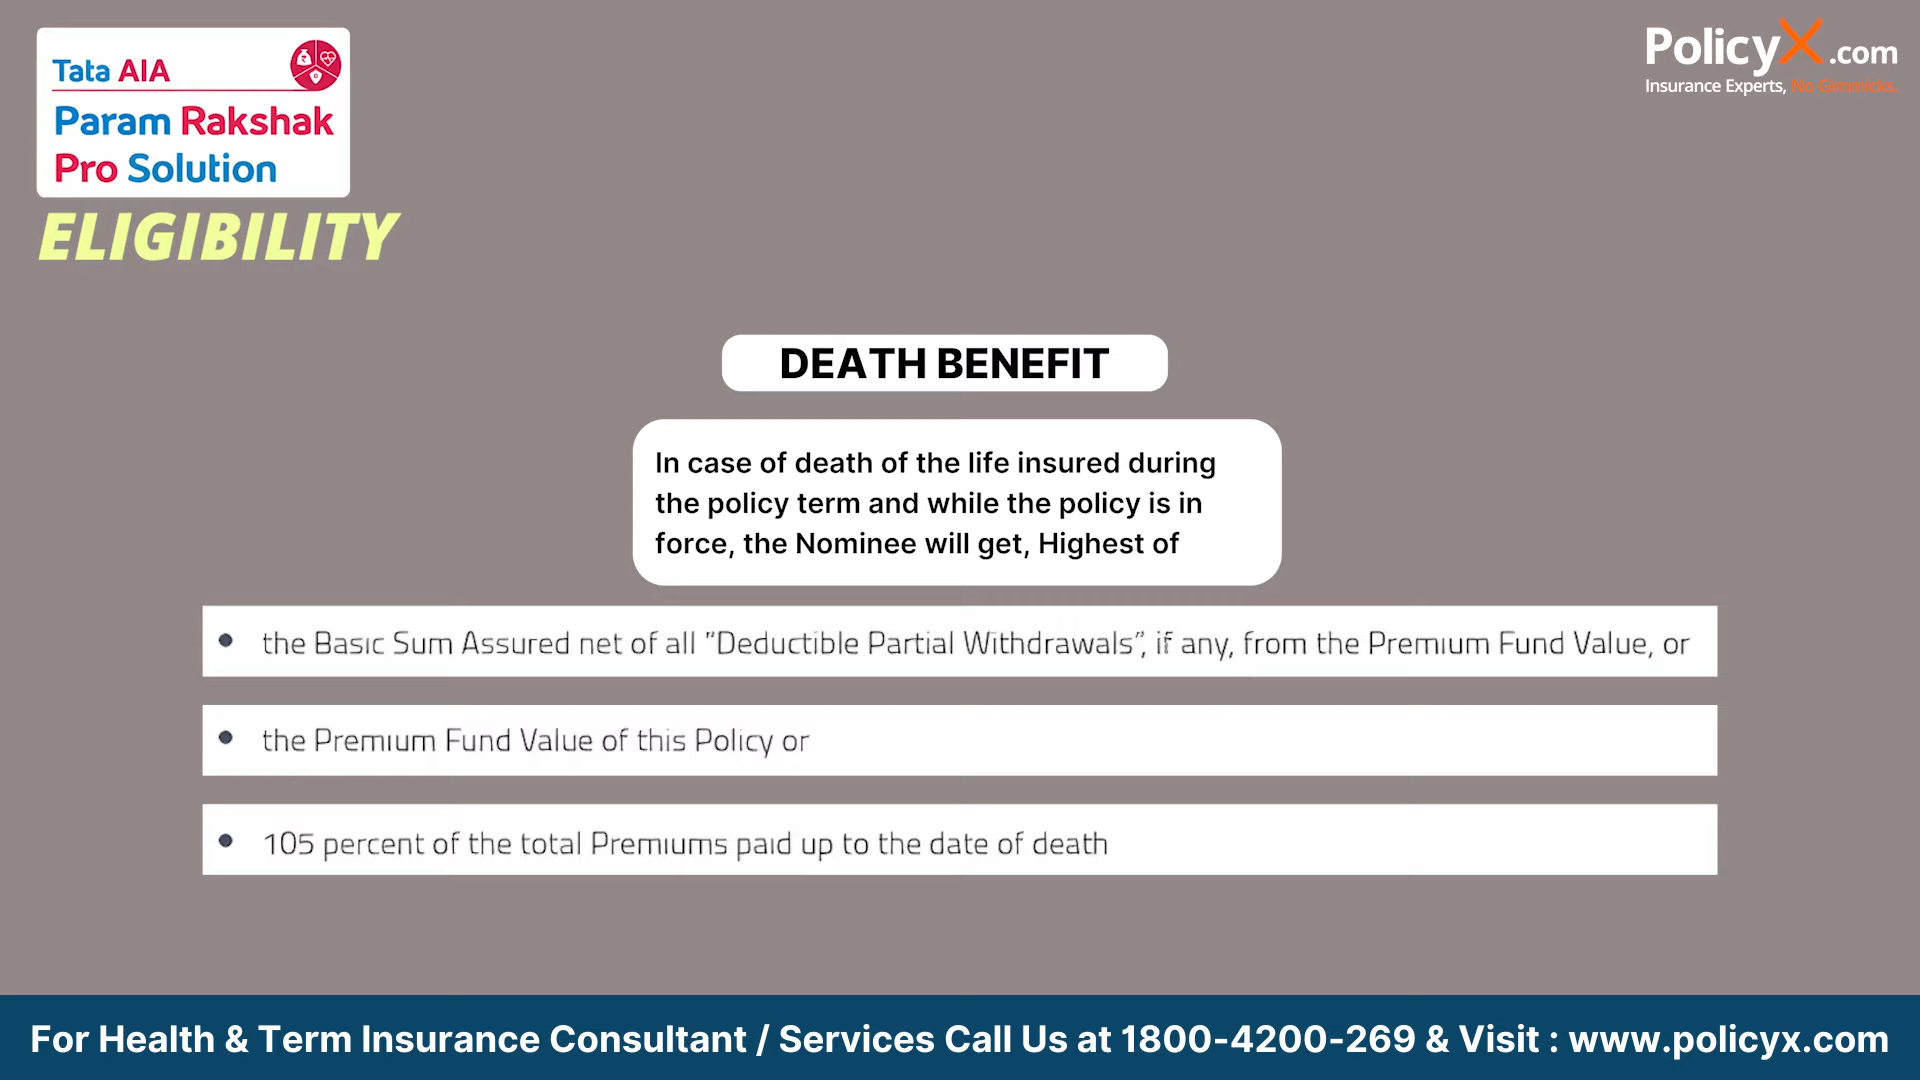 Tata AIA
Param Rakshak
Pro Solution
PolicyX.com
Insurance Experts, No Gimmicks.
ELIGIBILITY
DEATH BENEFIT
In case of death of the life insured during
the policy term and while the policy is in
force, the Nominee will get, Highest of
• the Basic Sum Assured net of all "Deductible Partial Withdrawals", if any, from the Premium Fund Value, or
• the Premium Fund Value of this Policy or
• 105 percent of the total Premiums paid up to the date of death
For Health & Term Insurance Consultant / Services Call Us at 1800-4200-269 & Visit : www.policyx.com